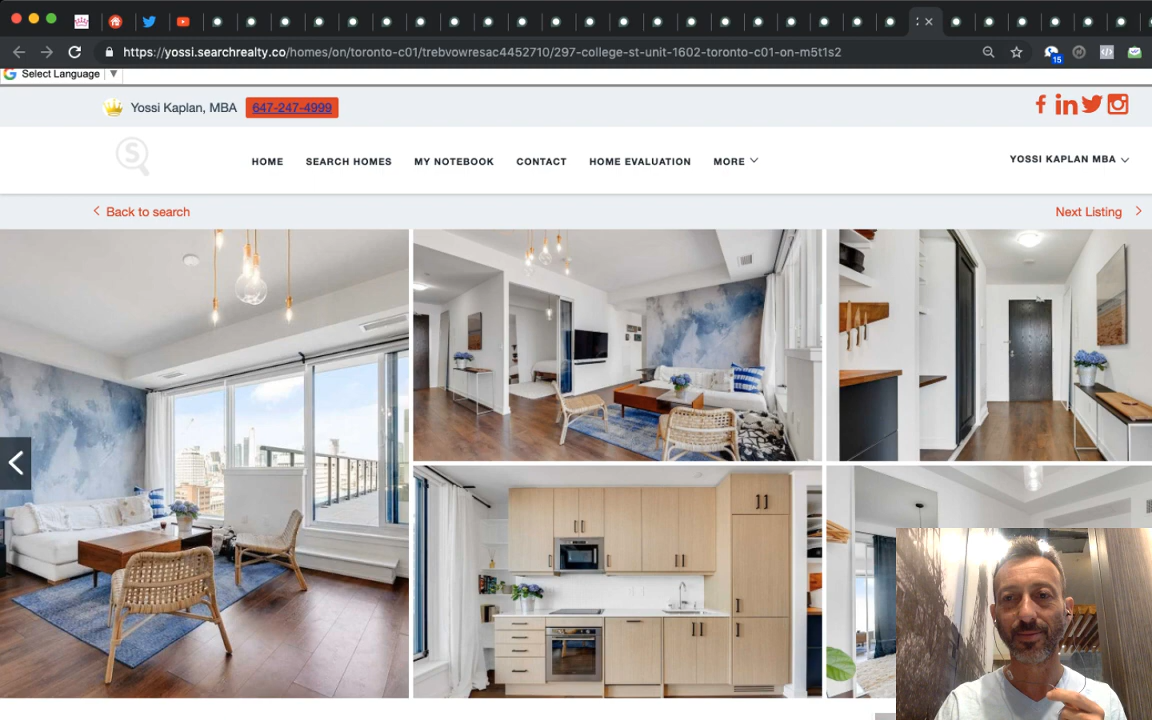 https://yossi.searchrealty.co/homes/on/toronto-c01/trebvowresac4452710/297-college-st-unit-1602-toronto-c01-on-m5t1s2
15
Select Language ▼
Yossi Kaplan, MBA 647-247-4999
S
HOME SEARCH HOMES MY NOTEBOOK CONTACT HOME EVALUATION MORE YOSSI KAPLAN MBA
Back to search Next Listing